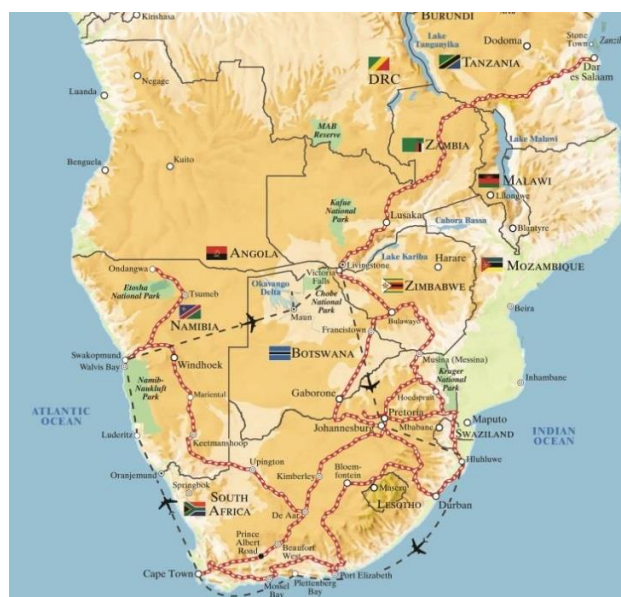 BURUNDI
Kinshasa
Lake
Tanganyika
Dodoma
Stone
Town
Zanzi
DRC
TANZANIA
Dar
es Salaam
Negage
Luanda
MAB
Reserve
ZAMBIA
Lake Malawi
Benguela
Kuito
MALAWI
Lilongwe
Kafue
National
Park
Lusaka
Cabora Bassa
Blantyre
ANGOLA
Livingstone
Lake Kariba
Harare
MOZAMBIQUE
Ondangwa
Victoria
Falls
Etosha
National Park
Tsumeb
Okavango
Delta
Chobe
National
Park
ZIMBABWE
Maun
Beira
NAMIBIA
Bulawayo
Francistown
Swakopmund
Walvis Bay
Windhoek
BOTSWANA
Musina (Messina)
Kruger
National
Park
Inhambane
Namib-
Naukluft
Park
Mariental
Gaborone
Hoedspruit
ATLANTIC
OCEAN
Pretoria
Johannesburg
Mbabane
Maputo
SWAZILAND
INDIAN
OCEAN
Luderitz
Keetmanshoop
Hluhluwe
Oranjemund
Upington
Kimberley
Bloem-
fontein
Maseru
Springbok
SOUTH
AFRICA
LESOTHO
Durban
De Aar
Prince
Albert
Road
Beaufort
West
Cape Town
Mossel
Bay
Plettenberg
Bay
Port Elizabeth